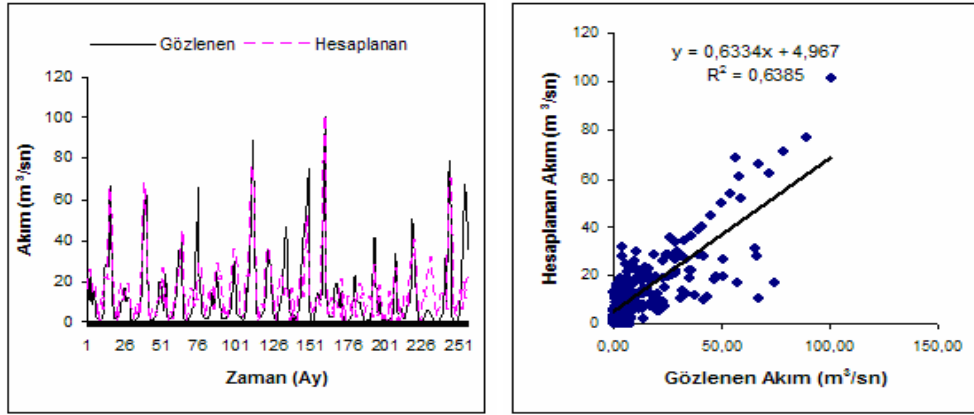 Gözlenen Hesaplanan
Akım (m³/sn)
120
100
80
60
40
20
0
1 26 51 76 101 126 151 176 201 226 251
Zaman (Ay)
y = 0,6334x + 4,967
R² = 0,6385
Hesaplanan Akım (m³/sn)
120
100
80
60
40
20
0
0,00 50,00 100,00 150,00
Gözlenen Akım (m³/sn)